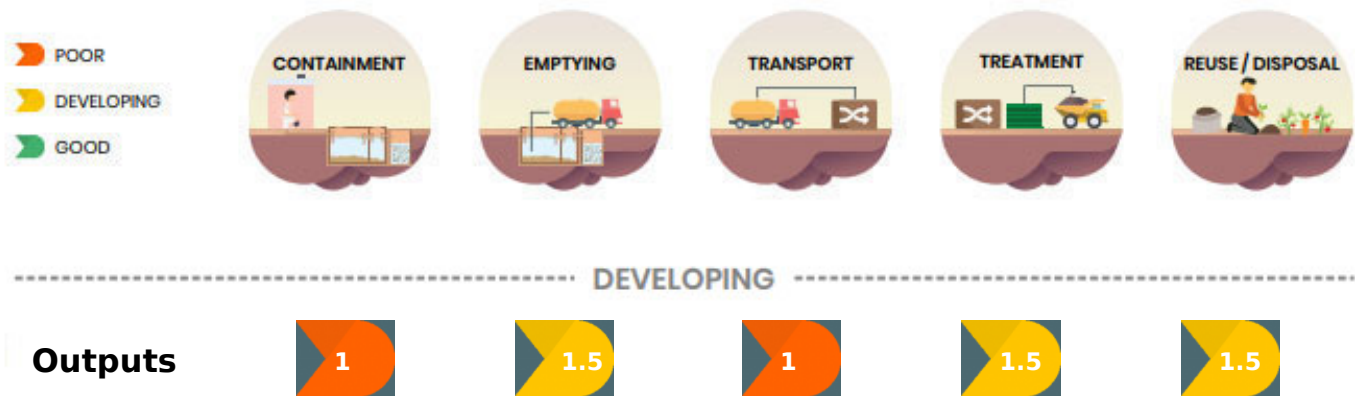 POOR
DEVELOPING
GOOD
CONTAINMENT
EMPTYING
TRANSPORT
TREATMENT
REUSE / DISPOSAL
DEVELOPING
Outputs 1 1.5 1 1.5 1.5